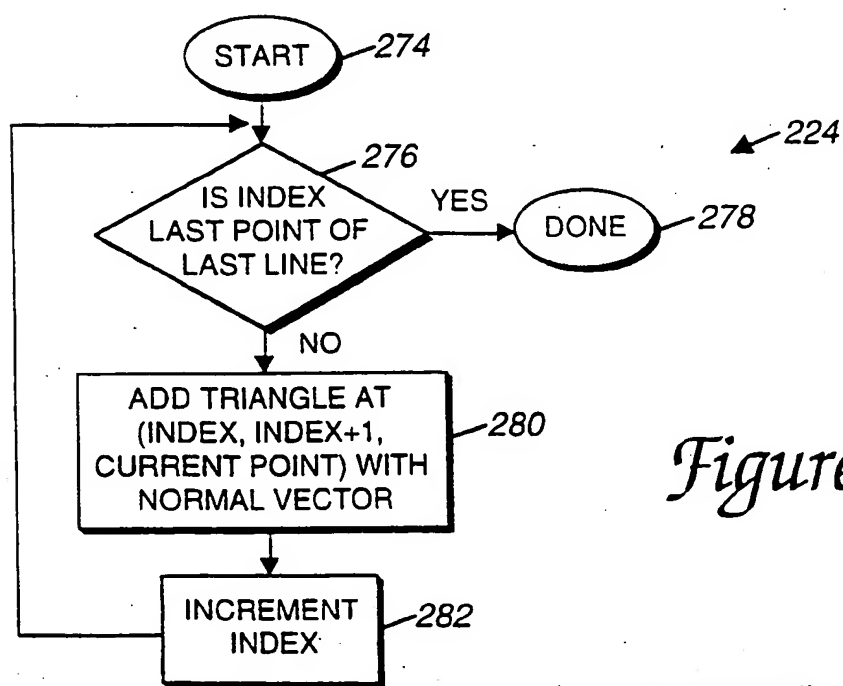 START
274
276
224
IS INDEX
LAST POINT OF
LAST LINE?
YES
DONE
278
NO
ADD TRIANGLE AT
(INDEX, INDEX+1,
CURRENT POINT) WITH
NORMAL VECTOR
280
Figure
INCREMENT
INDEX
282